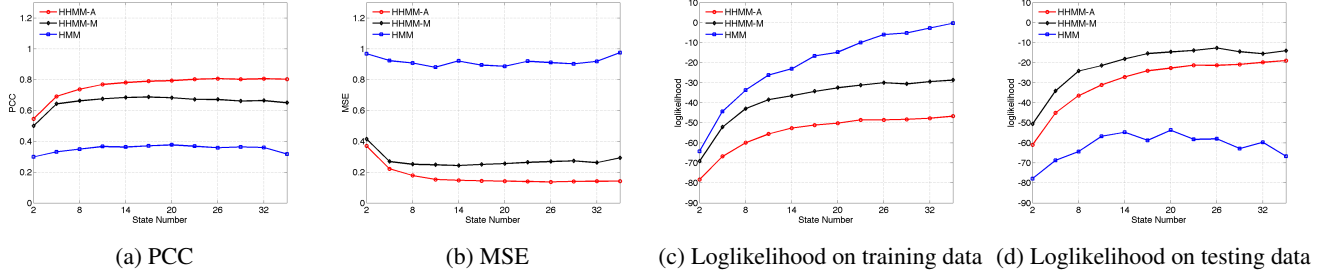 HHMM-A
HHMM-M
HMM
1.2
1
0.8
0.6
0.4
0.2
0
PCC
2 8 14 20 26 32
State Number
(a) PCC
HHMM-A
HHMM-M
HMM
1.2
1
0.8
0.6
0.4
0.2
0
MSE
2 8 14 20 26 32
State Number
(b) MSE
HHMM-A
HHMM-M
HMM
10
0
-10
-20
-30
-40
-50
-60
-70
-80
-90
loglikelihood
2 8 14 20 26 32
State Number
(c) Loglikelihood on training data
HHMM-A
HHMM-M
HMM
10
0
-10
-20
-30
-40
-50
-60
-70
-80
-90
loglikelihood
2 8 14 20 26 32
State Number
(d) Loglikelihood on testing data